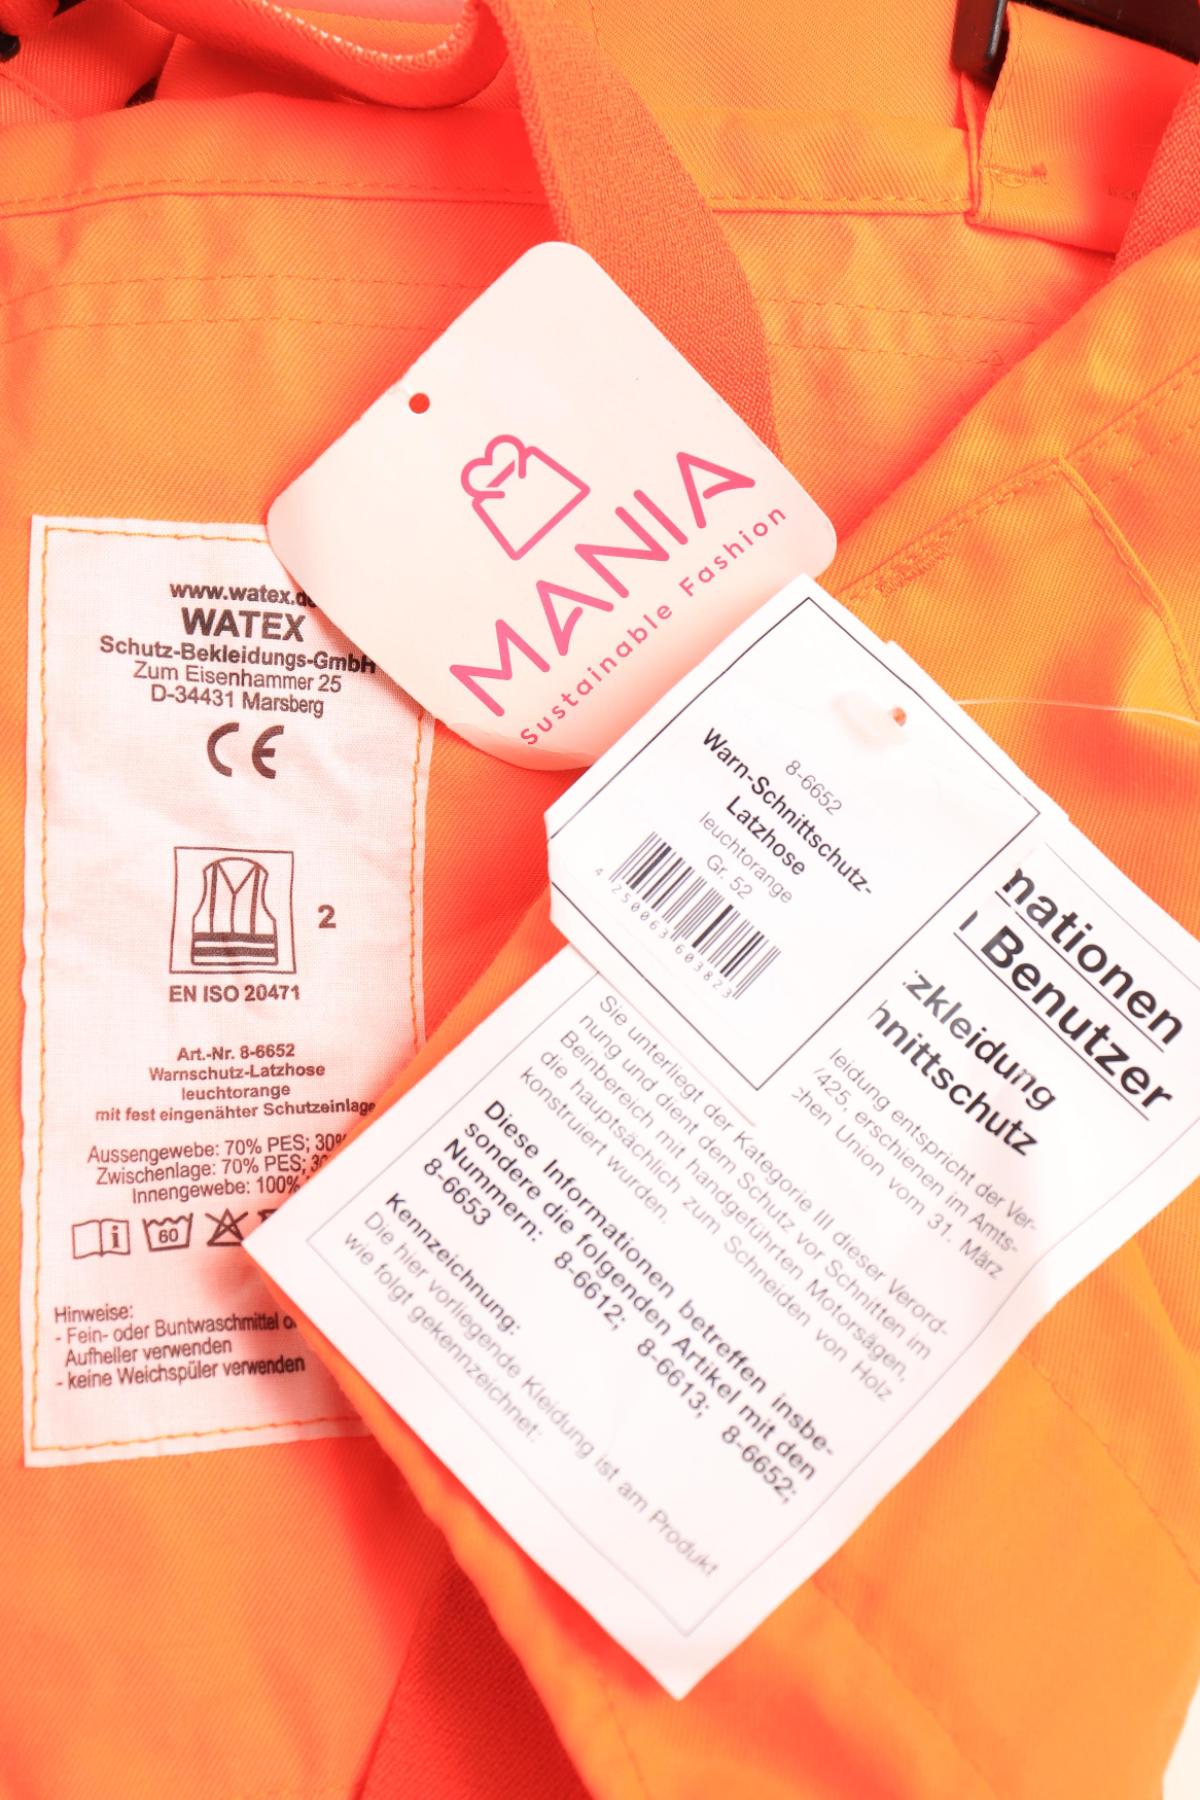 MANIA
Sustainable Fashion
WATEX
Schutz-Bekleidungs-GmbH
Zum Eisenhammer 25
D-34431 Marsberg
CE
2
EN ISO 20471
Art.-Nr. 8-6652
Warnschutz-Latzhose
leuchtorange
mit fest eingenähter Schutzeinlage
Aussengewebe: 70% PES;
Zwischenlage: 70% PES;
Innengewebe: 100%
i
60
Hinweise:
- Fein- oder Buntwaschmittel
Aufheller verwenden
- keine Weichspüler verwenden
8-6652
Warn-Schnittschutz-
Latzhose
leuchtorange
Gr. 52
4 250063 603823
nationen
Benutzer
zkleidung
hnittschutz
leidung entspricht der Ver-
/425, erschienen im Amts-
chen Union vom 31. März
Sie unterliegt der Kategorie III dieser Verord-
nung und dient dem Schutz vor Schnitten im
Beinbereich mit handgeführten Motorsägen,
die hauptsächlich zum Schneiden von Holz
konstruiert wurden.
Diese Informationen betreffen insbe-
sondere die folgenden Artikel mit den
Nummern: 8-6612; 8-6613; 8-6652;
8-6653
Kennzeichnung:
Die hier vorliegende Kleidung ist am Produkt
wie folgt gekennzeichnet: